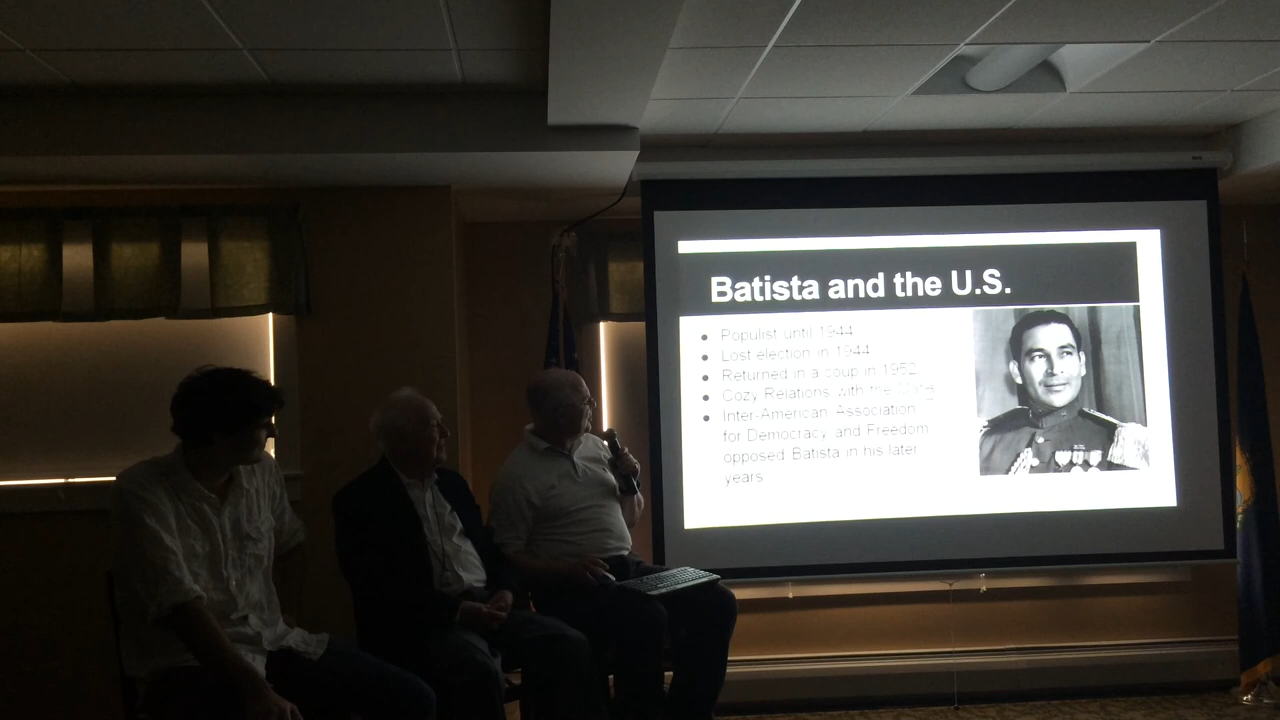 Batista and the U.S.
● Populist until 1944
● Lost election in 1944
● Returned in a coup in 1952
● Cozy Relations with the
● Inter-American Association
for Democracy and Freedom
opposed Batista in his later
years